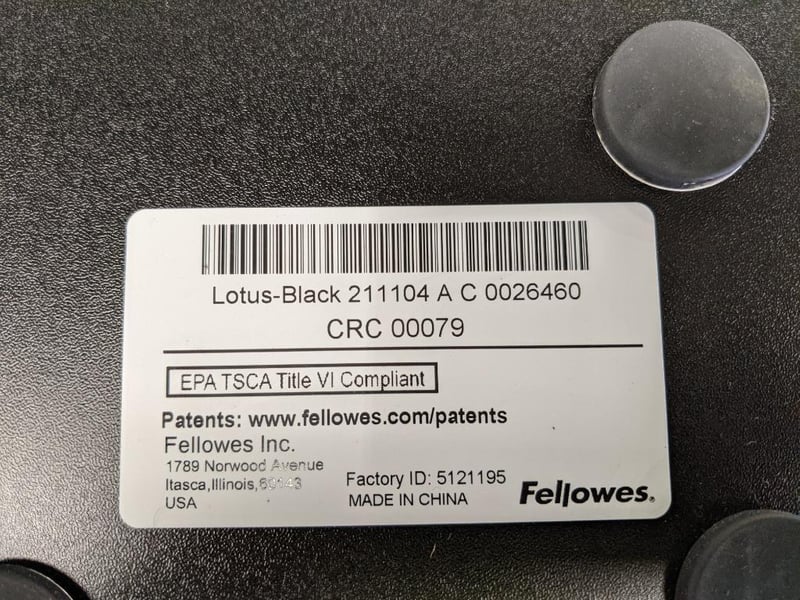 Lotus-Black 211104 A C 0026460
CRC 00079
EPA TSCA Title VI Compliant
Patents: www.fellowes.com/patents
Fellowes Inc.
1789 Norwood Avenue
Itasca,Illinois,
USA
Factory ID: 5121195
MADE IN CHINA
Fellowes®